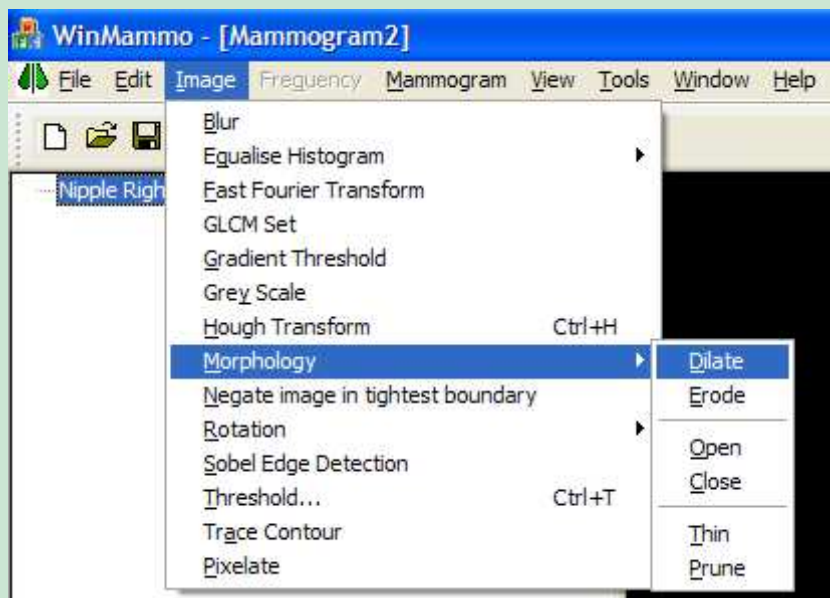 WinMammo - [Mammogram2]
File Edit Image Frequency Mammogram View Tools Window Help
Nipple Righ
Blur
Equalise Histogram
Fast Fourier Transform
GLCM Set
Gradient Threshold
Grey Scale
Hough Transform Ctrl+H
Morphology
Negate image in tightest boundary
Rotation
Sobel Edge Detection
Threshold... Ctrl+T
Trace Contour
Pixelate
Dilate
Erode
Open
Close
Thin
Prune